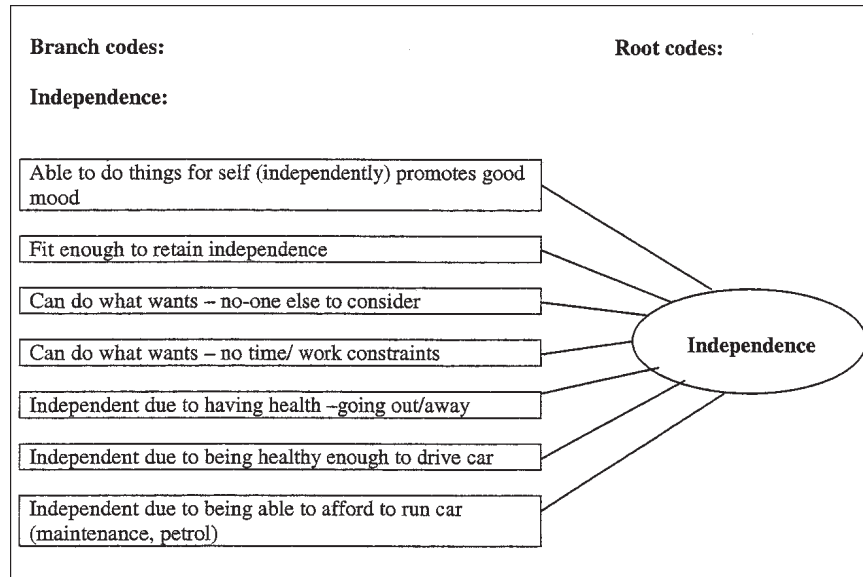 Branch codes:
Root codes:
Independence:
Able to do things for self (independently) promotes good
mood
Fit enough to retain independence
Can do what wants – no-one else to consider
Can do what wants – no time/ work constraints
Independent due to having health –going out/away
Independent due to being healthy enough to drive car
Independent due to being able to afford to run car
(maintenance, petrol)
Independence